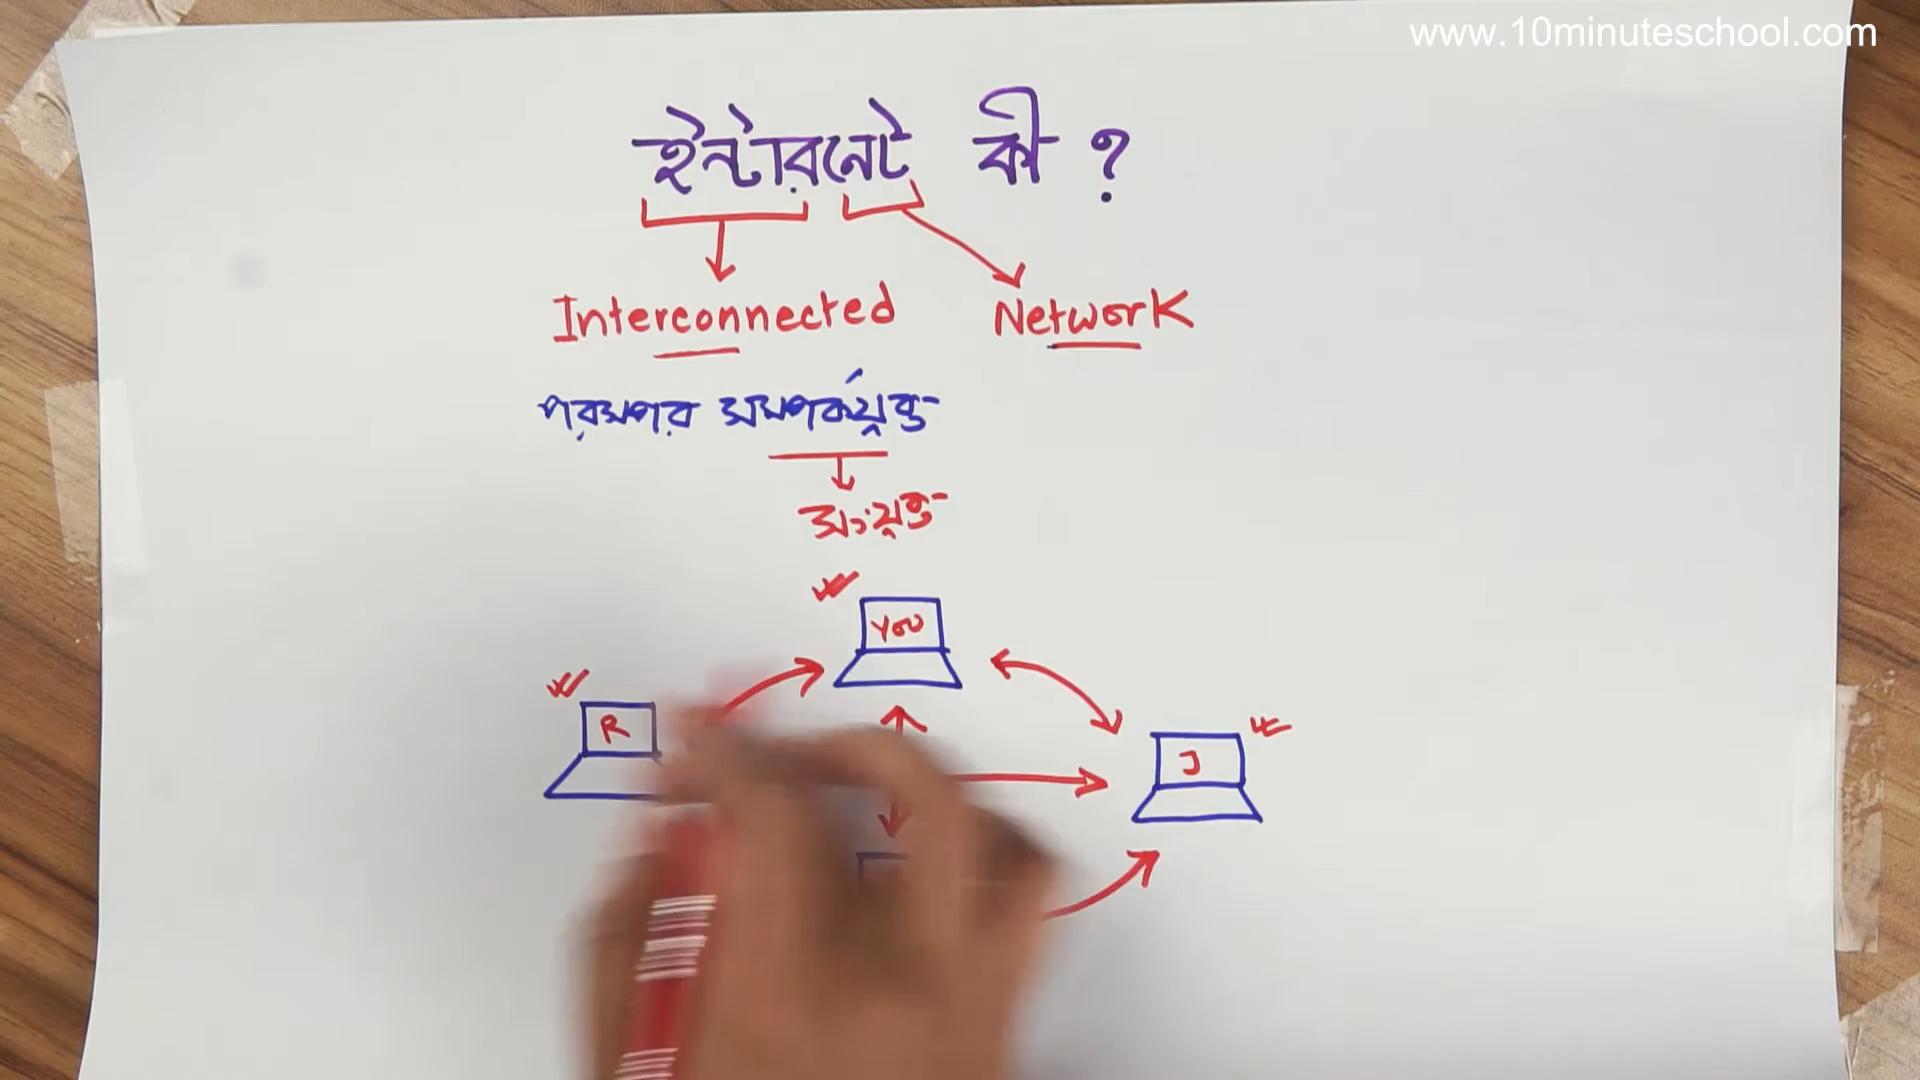 www.10minuteschool.com
ইন্টারনেট কী ?
Interconnected Network
পরস্পর সম্পর্কযুক্ত
সংযুক্ত
You
R
J